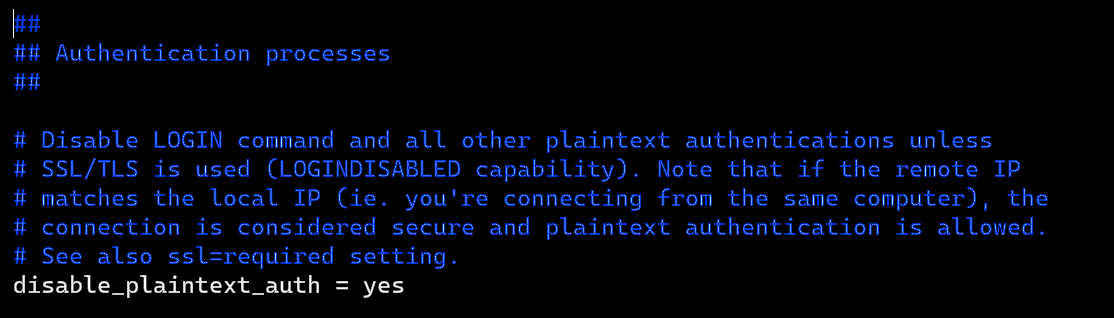 ##
## Authentication processes
##
# Disable LOGIN command and all other plaintext authentications unless
# SSL/TLS is used (LOGINDISABLED capability). Note that if the remote IP
# matches the local IP (ie. you're connecting from the same computer), the
# connection is considered secure and plaintext authentication is allowed.
# See also ssl=required setting.
disable_plaintext_auth = yes